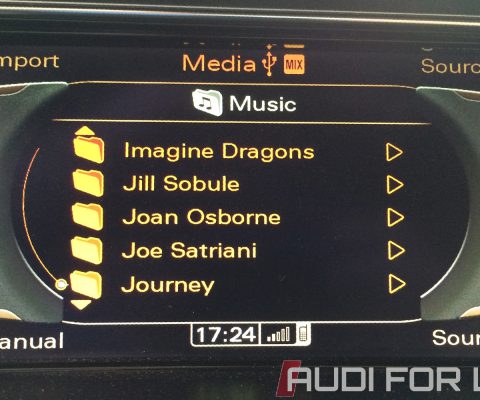 mport
Media
MIX
Sourc
Music
Imagine Dragons
Jill Sobule
Joan Osborne
Joe Satriani
Journey
anual
17:24
Sour
AUDI FOR L